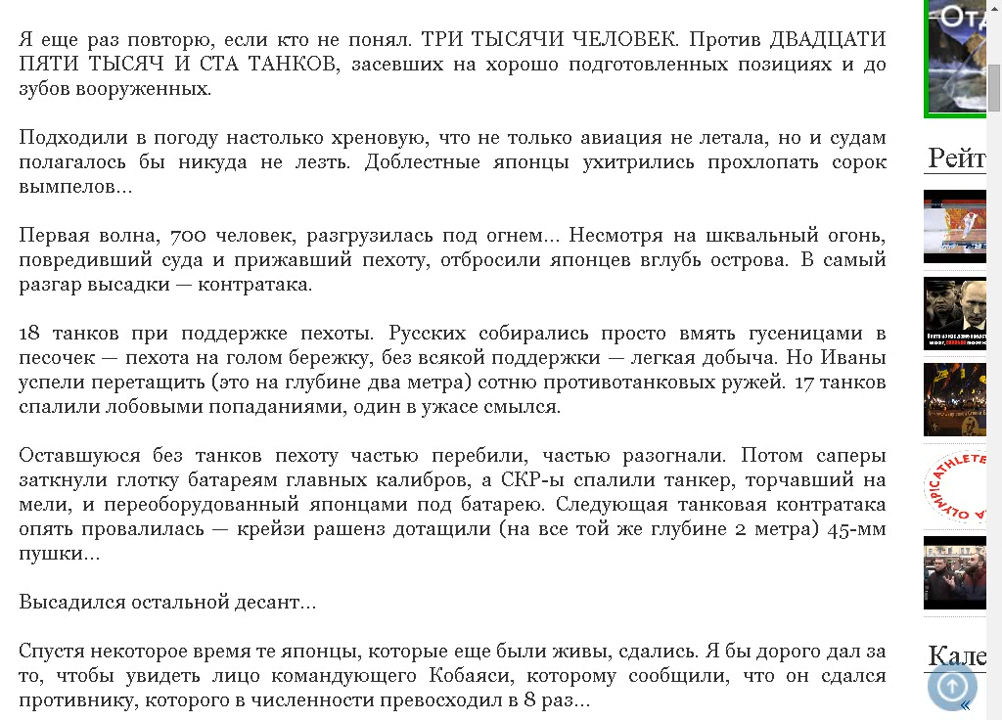 Я еще раз повторю, если кто не понял. ТРИ ТЫСЯЧИ ЧЕЛОВЕК. Против ДВАДЦАТИ
ПЯТИ ТЫСЯЧ И СТА ТАНКОВ, засевших на хорошо подготовленных позициях и до
зубов вооруженных.
Подходили в погоду настолько хреновую, что не только авиация не летала, но и судам
полагалось бы никуда не лезть. Доблестные японцы ухитрились прохлопать сорок
вымпелов...
Первая волна, 700 человек, разгрузилась под огнем... Несмотря на шквальный огонь,
повредивший суда и прижавший пехоту, отбросили японцев вглубь острова. В самый
разгар высадки — контратака.
18 танков при поддержке пехоты. Русских собирались просто вмять гусеницами в
песочек — пехота на голом бережку, без всякой поддержки — легкая добыча. Но Иваны
успели перетащить (это на глубине два метра) сотню противотанковых ружей. 17 танков
спалили лобовыми попаданиями, один в ужасе смылся.
Оставшуюся без танков пехоту частью перебили, частью разогнали. Потом саперы
заткнули глотку батареям главных калибров, а СКР-ы спалили танкер, торчавший на
мели, и переоборудованный японцами под батарею. Следующая танковая контратака
опять провалилась — крейзи рашенз дотащили (на все той же глубине 2 метра) 45-мм
пушки...
Высадился остальной десант...
Спустя некоторое время те японцы, которые еще были живы, сдались. Я бы дорого дал за
то, чтобы увидеть лицо командующего Кобаяси, которому сообщили, что он сдался
противнику, которого в численности превосходил в 8 раз...
Отд
Рейт
Кале
«